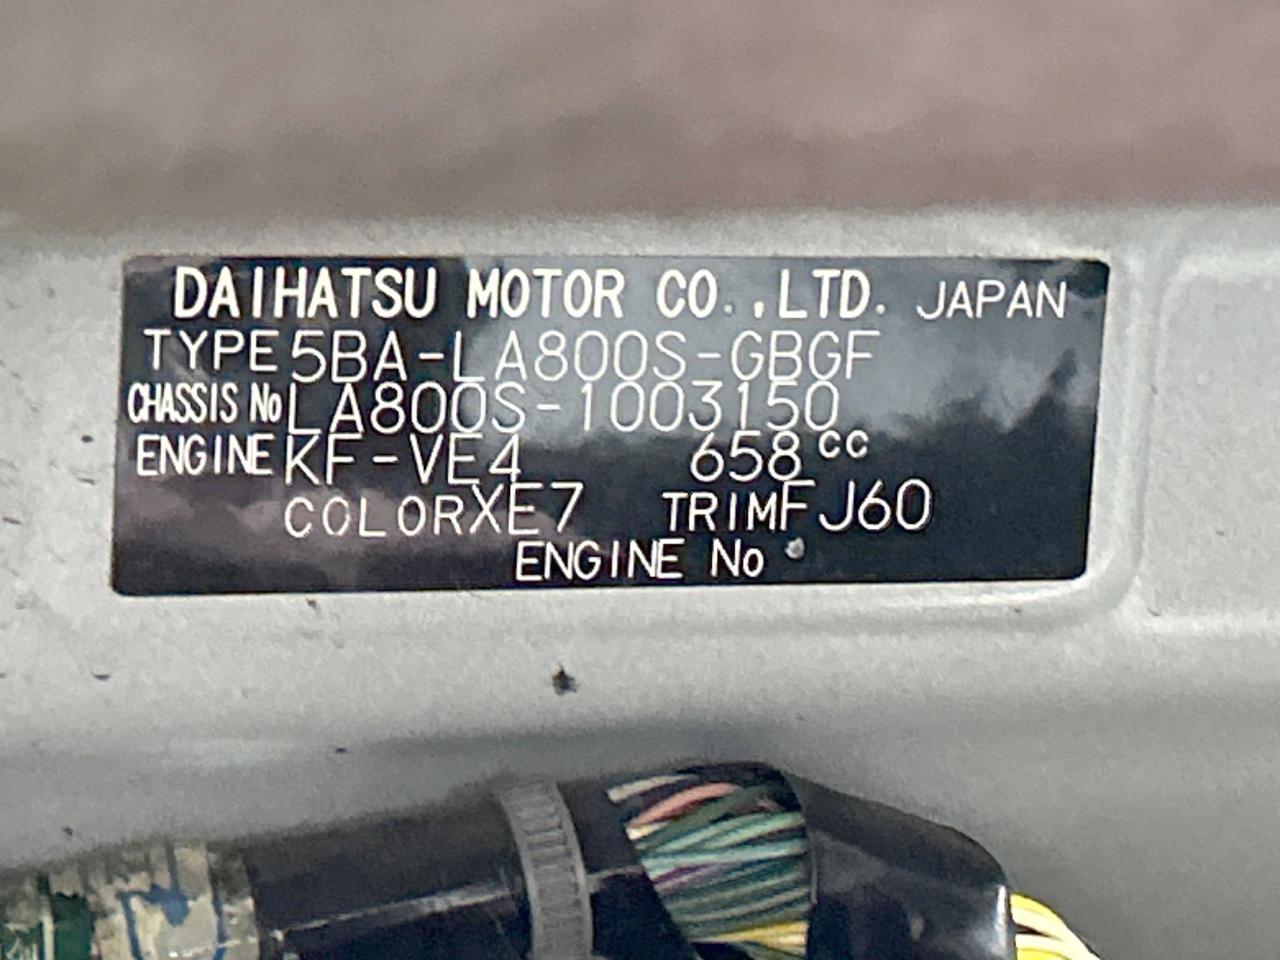 DAIHATSU MOTOR CO.,LTD. JAPAN
TYPE 5BA-LA800S-GBGF
CHASSIS No LA800S-1003150
ENGINE KF-VE4 658cc
COLOR XE7 TRIM FJ60
ENGINE No